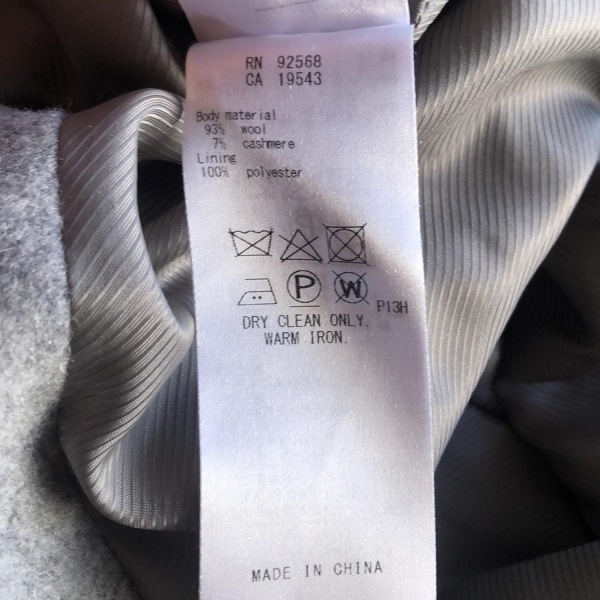 RN 92568
CA 19543
Body material
93% wool
7% cashmere
Lining
100% polyester
P W P13H
DRY CLEAN ONLY.
WARM IRON.
MADE IN CHINA